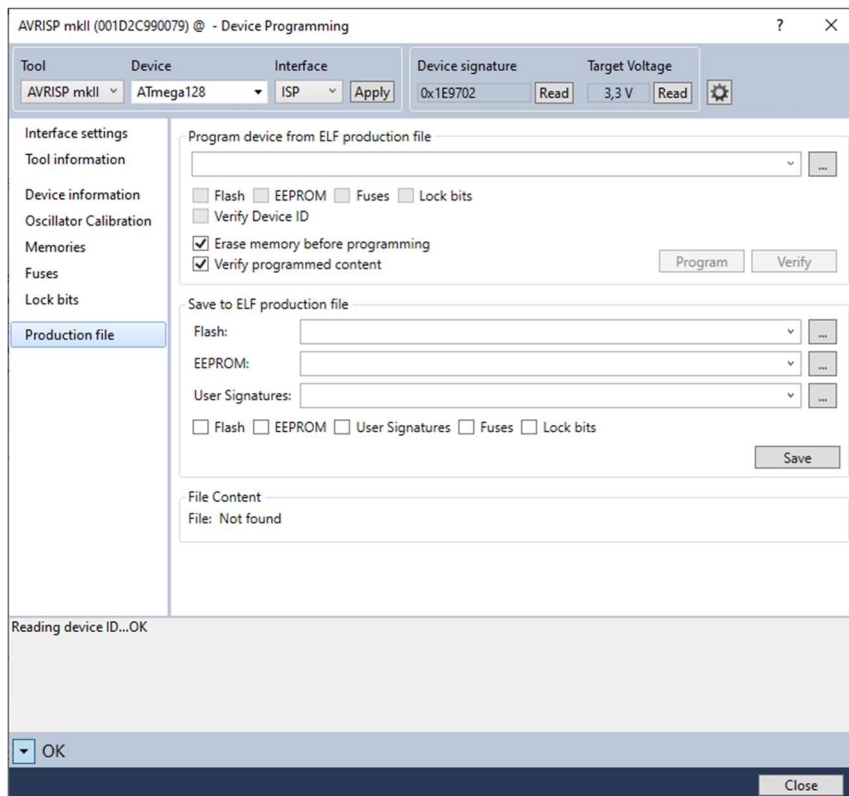 AVRISP mkII (001D2C990079) @  - Device Programming
?
Tool Device Interface Device signature Target Voltage
AVRISP mkII ATmega128 ISP Apply 0x1E9702 Read 3,3 V Read
Interface settings
Tool information
Device information
Oscillator Calibration
Memories
Fuses
Lock bits
Production file
Program device from ELF production file
...
Flash EEPROM Fuses Lock bits
Verify Device ID
Erase memory before programming
Verify programmed content
Program Verify
Save to ELF production file
Flash: ...
EEPROM: ...
User Signatures: ...
Flash EEPROM User Signatures Fuses Lock bits
Save
File Content
File: Not found
Reading device ID...OK
OK
Close